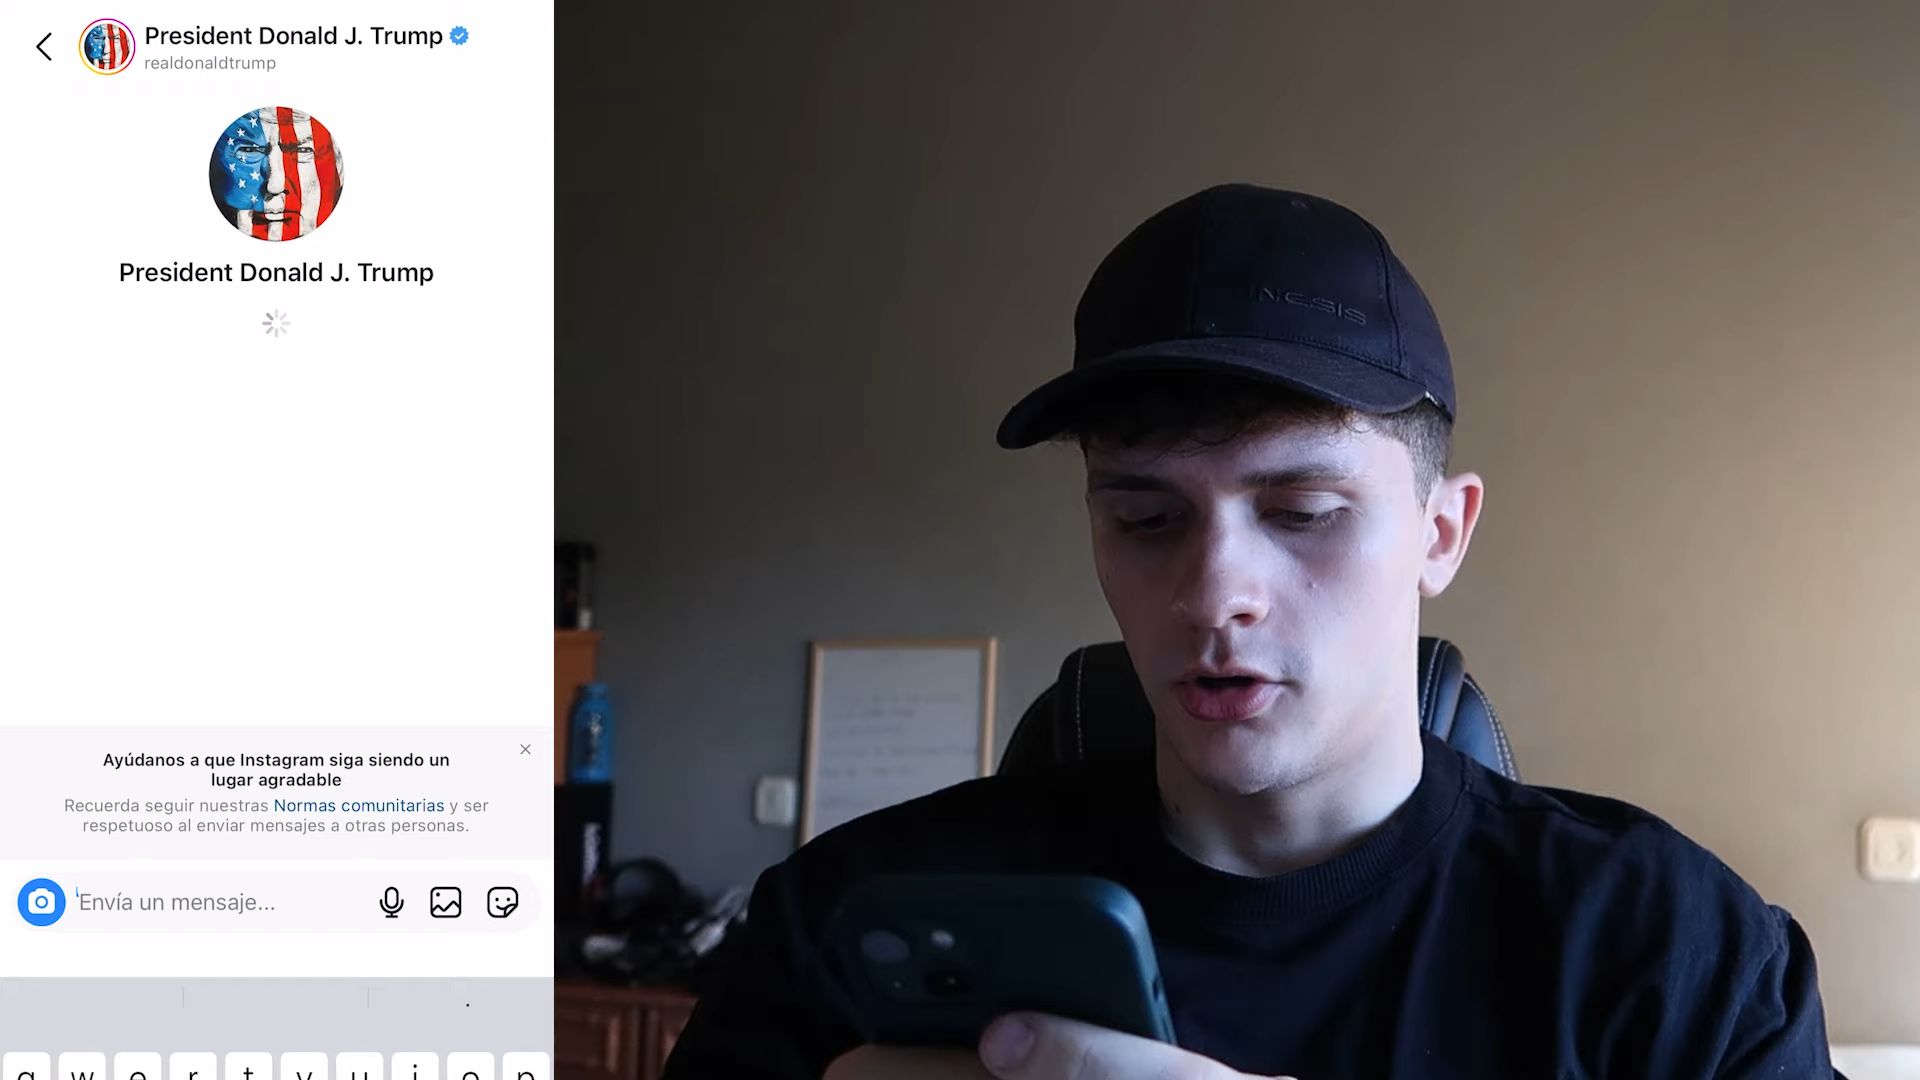 President Donald J. Trump
realdonaldtrump
President Donald J. Trump
Ayúdanos a que Instagram siga siendo un
lugar agradable
Recuerda seguir nuestras Normas comunitarias y ser
respetuoso al enviar mensajes a otras personas.
Envía un mensaje...
.
q w e r t y u i o p
NESIS